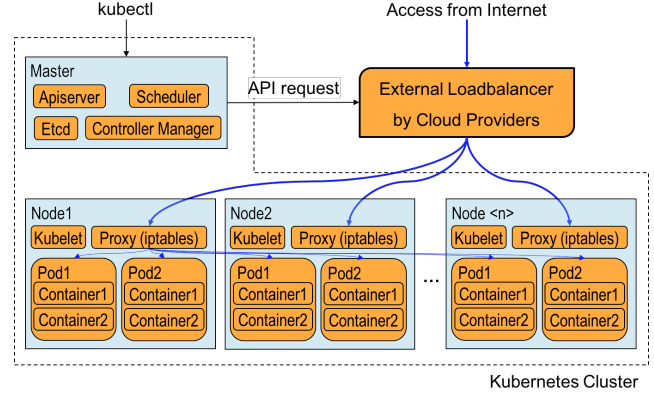 kubectl
Access from Internet
Master
Apiserver
Scheduler
Etcd
Controller Manager
API request
External Loadbalancer
by Cloud Providers
Node1
Kubelet
Proxy (iptables)
Pod1
Container1
Container2
Pod2
Container1
Container2
Node2
Kubelet
Proxy (iptables)
Pod1
Container1
Container2
Pod2
Container1
Container2
...
Node <n>
Kubelet
Proxy (iptables)
Pod1
Container1
Container2
Pod2
Container1
Container2
Kubernetes Cluster